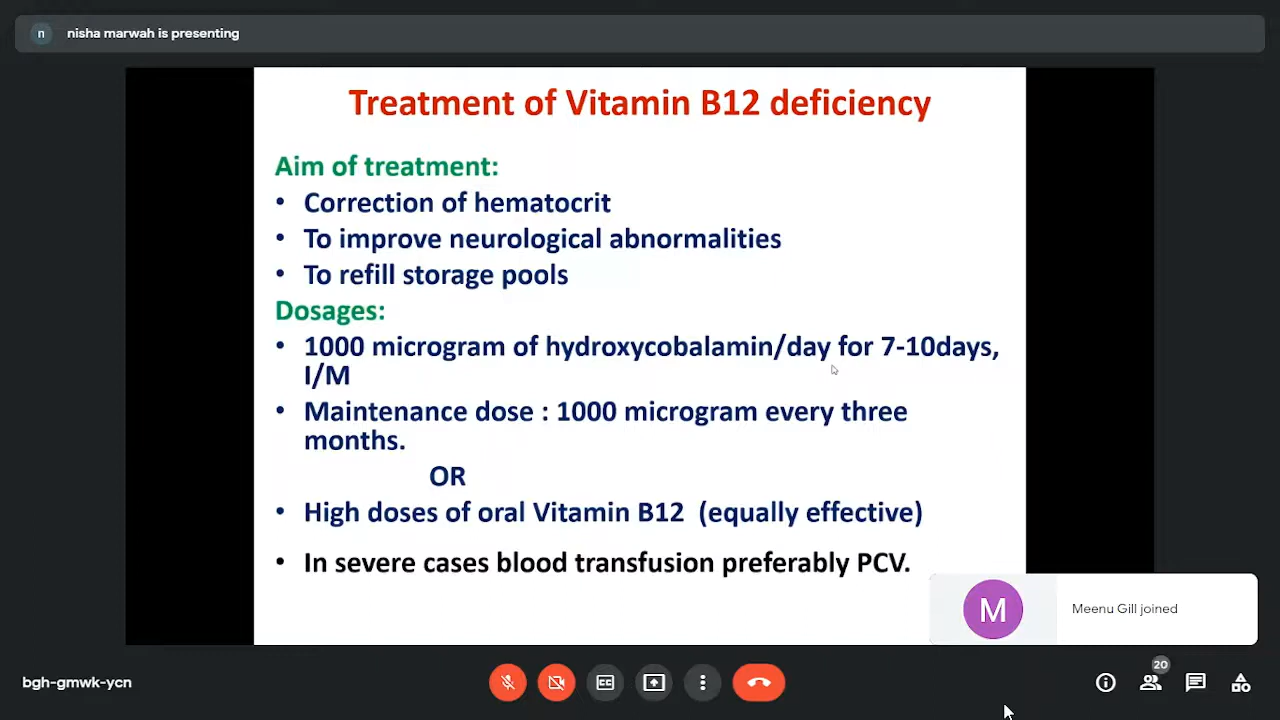 n nisha marwah is presenting
Treatment of Vitamin B12 deficiency
Aim of treatment:
• Correction of hematocrit
• To improve neurological abnormalities
• To refill storage pools
Dosages:
• 1000 microgram of hydroxycobalamin/day for 7-10days,
I/M
• Maintenance dose : 1000 microgram every three
months.
OR
• High doses of oral Vitamin B12 (equally effective)
• In severe cases blood transfusion preferably PCV.
M Meenu Gill joined
bgh-gmwk-ycn
CC
20